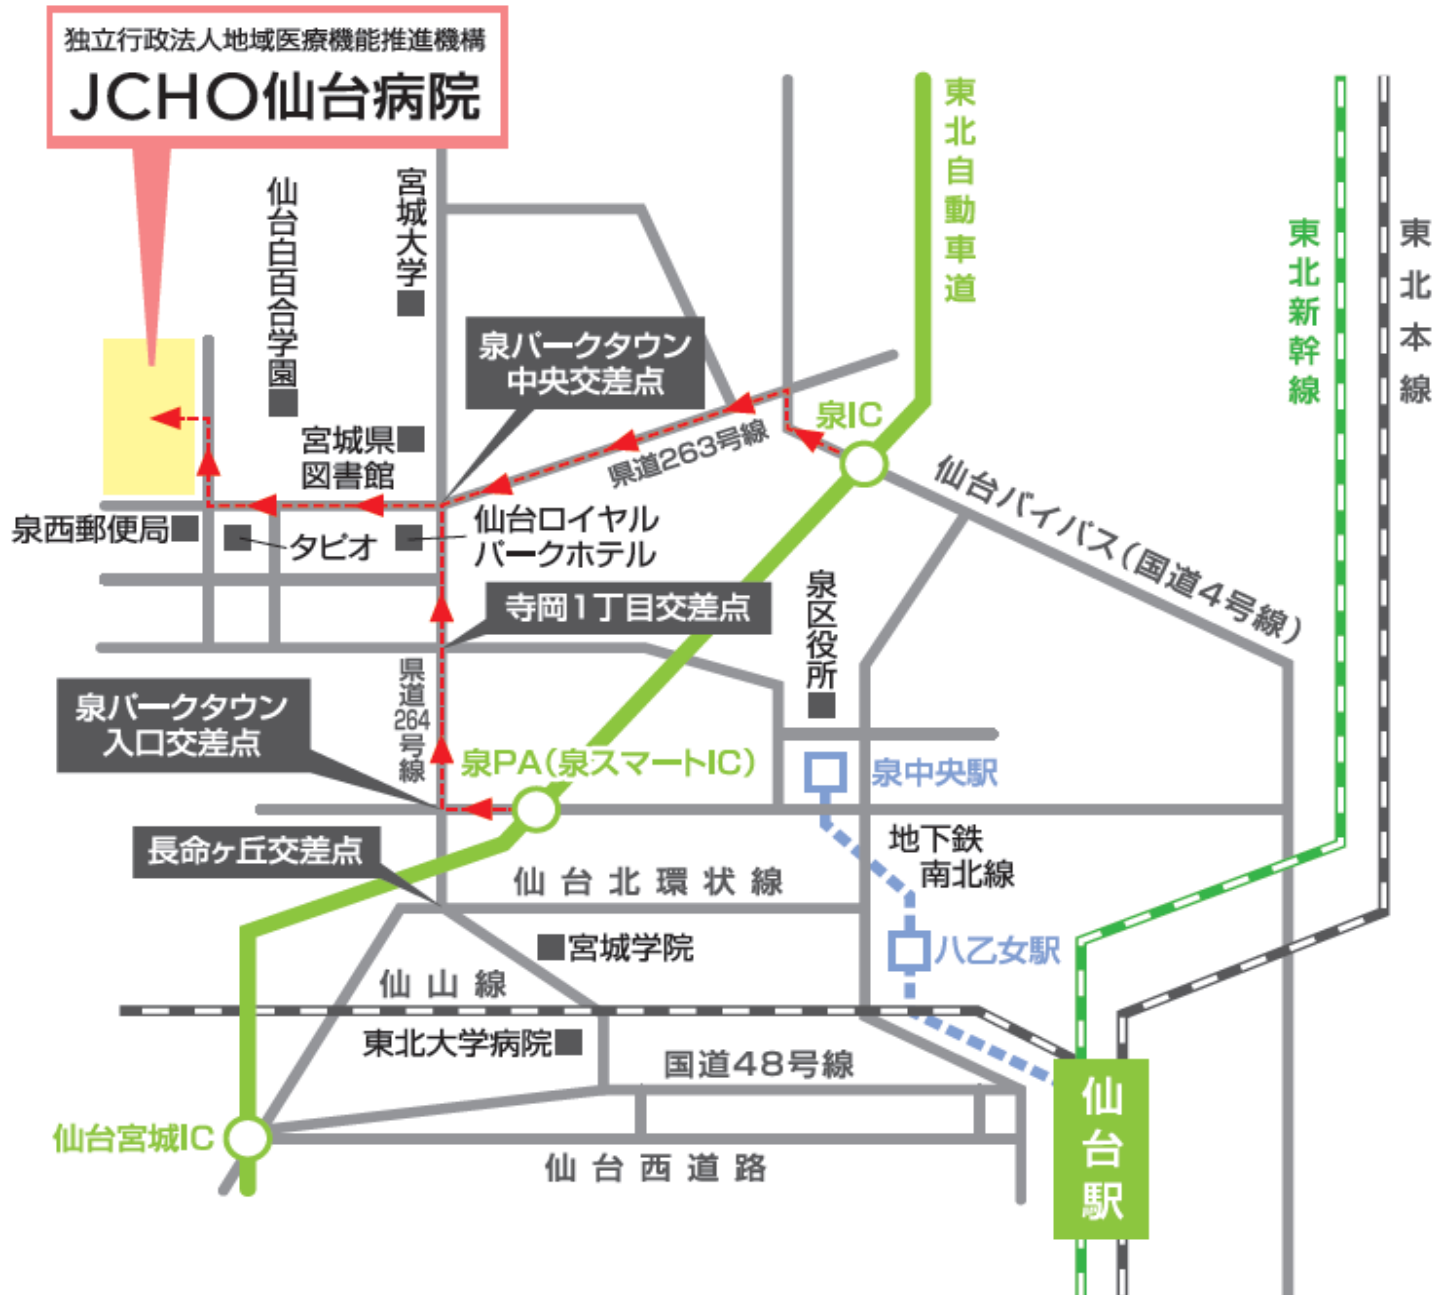 独立行政法人地域医療機能推進機構
JCHO仙台病院
東北自動車道
東北新幹線
東北本線
仙台白百合学園
宮城大学
泉パークタウン
中央交差点
泉IC
県道263号線
宮城県
図書館
仙台バイパス(国道4号線)
泉西郵便局
タピオ
仙台ロイヤル
パークホテル
寺岡1丁目交差点
泉区役所
県道264号線
泉パークタウン
入口交差点
泉PA(泉スマートIC)
泉中央駅
長命ヶ丘交差点
地下鉄
南北線
仙台北環状線
宮城学院
八乙女駅
仙山線
東北大学病院
国道48号線
仙台宮城IC
仙台西道路
仙台駅